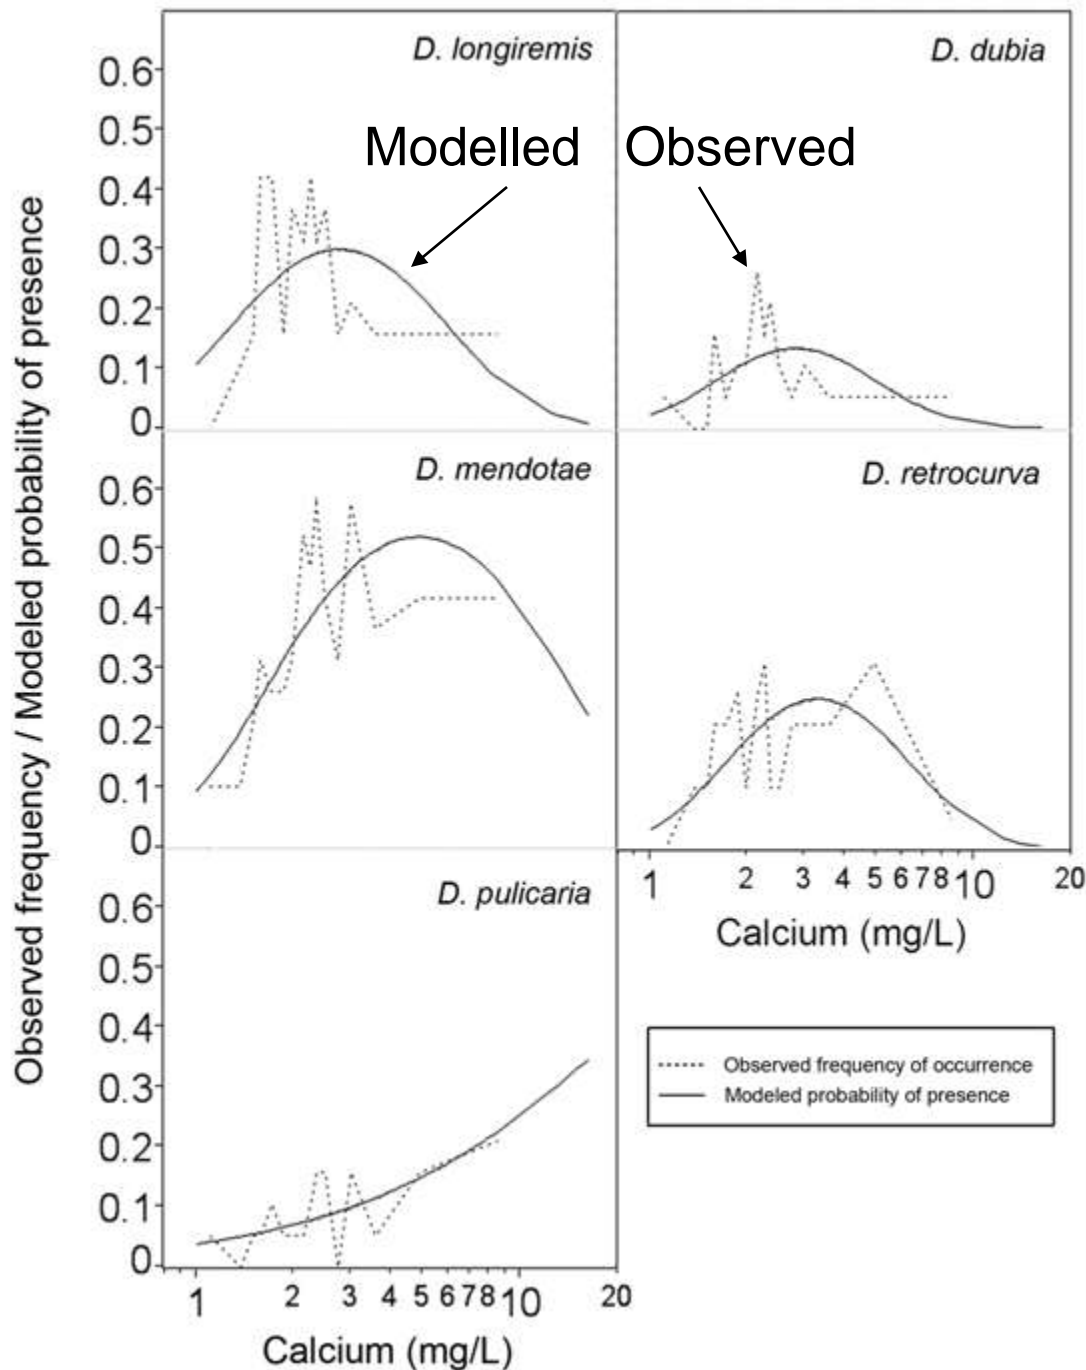 Observed frequency / Modeled probability of presence
D. longiremis
0.6
0.5
0.4
0.3
0.2
0.1
0
Modelled
D. dubia
Observed
D. mendotae
0.6
0.5
0.4
0.3
0.2
0.1
0
D. retrocurva
1 2 3 4 5 6 7 8 10 20
Calcium (mg/L)
D. pulicaria
0.6
0.5
0.4
0.3
0.2
0.1
0
1 2 3 4 5 6 7 8 10 20
Calcium (mg/L)
Observed frequency of occurrence
Modeled probability of presence